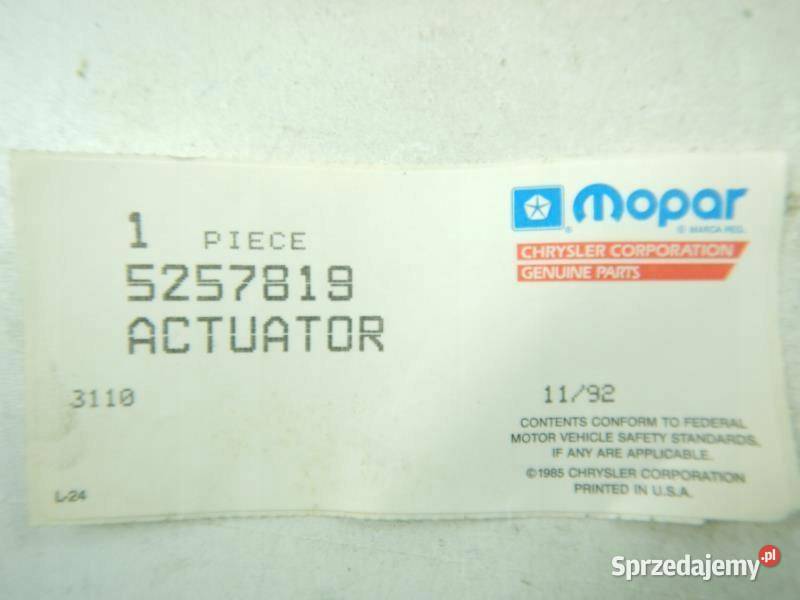 1 PIECE
5257819
ACTUATOR
3110
L-24
Mopar
® MARCA REG.
CHRYSLER CORPORATION
GENUINE PARTS
11/92
CONTENTS CONFORM TO FEDERAL
MOTOR VEHICLE SAFETY STANDARDS,
IF ANY ARE APPLICABLE.
©1985 CHRYSLER CORPORATION
PRINTED IN U.S.A.
Sprzedajemy.pl